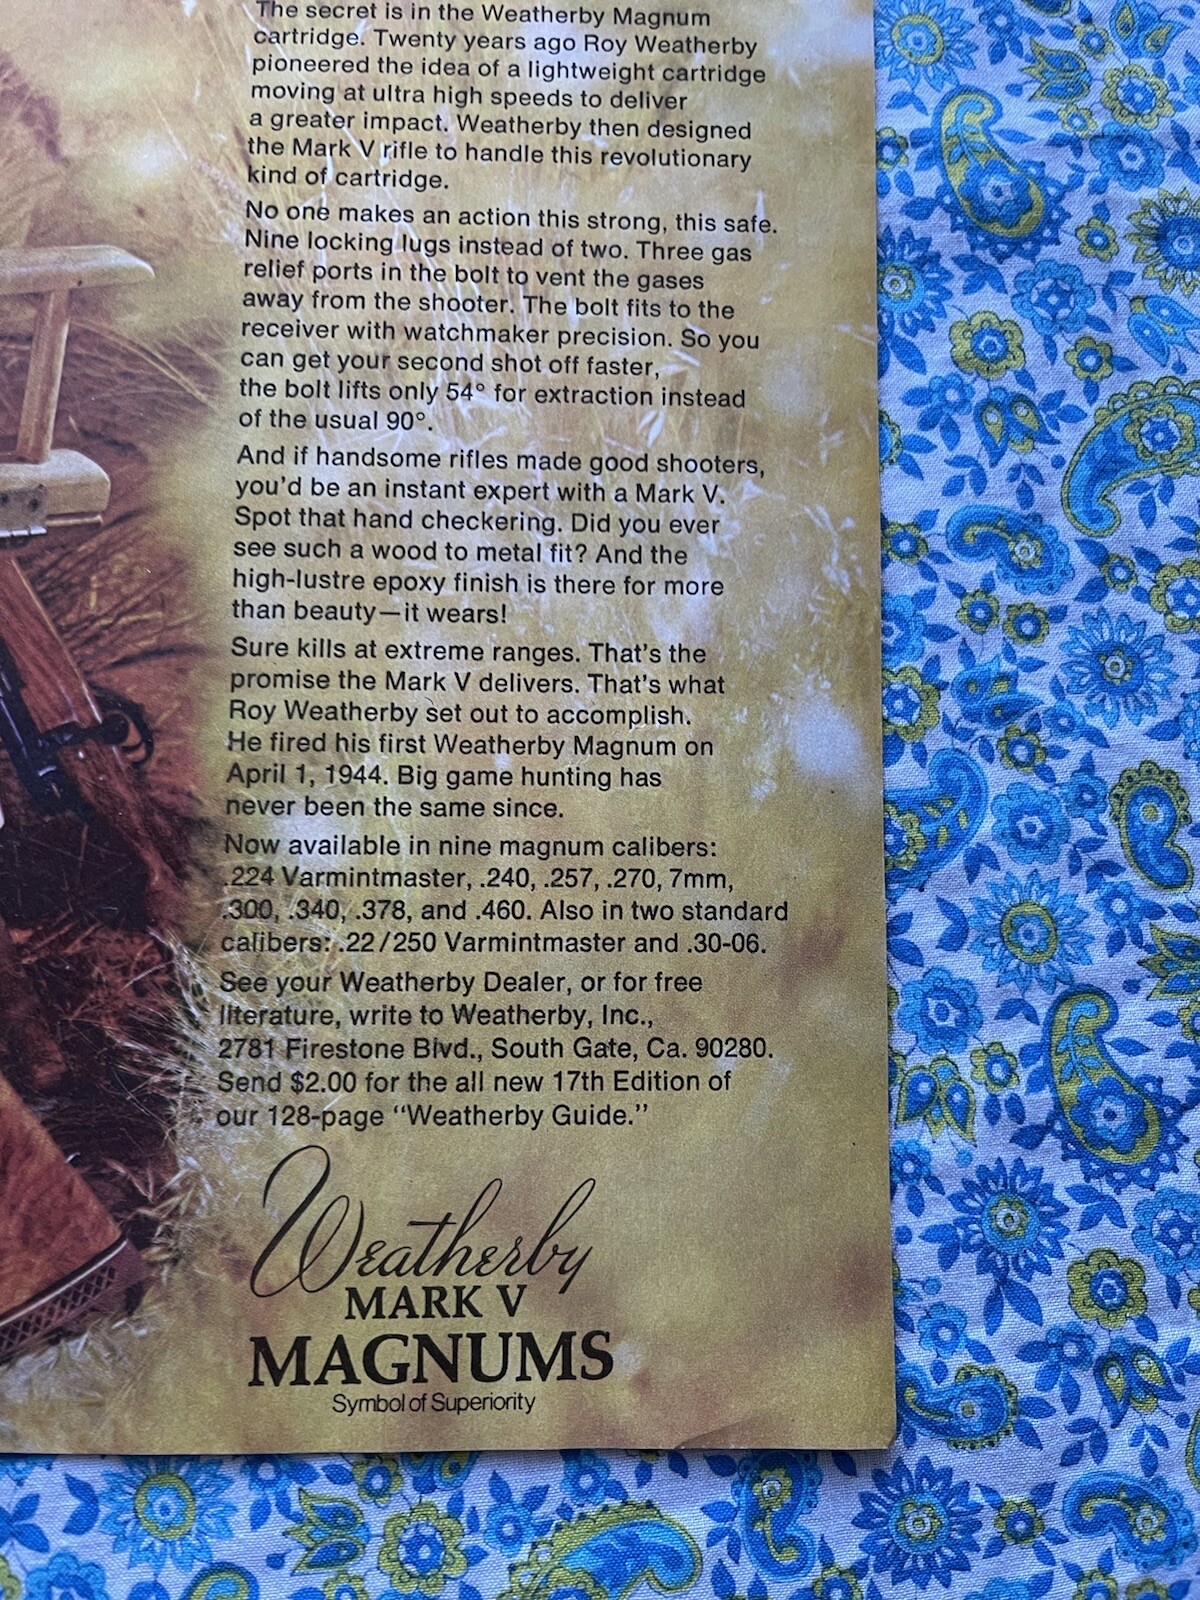 The secret is in the Weatherby Magnum
cartridge. Twenty years ago Roy Weatherby
pioneered the idea of a lightweight cartridge
moving at ultra high speeds to deliver
a greater impact. Weatherby then designed
the Mark V rifle to handle this revolutionary
kind of cartridge.
No one makes an action this strong, this safe.
Nine locking lugs instead of two. Three gas
relief ports in the bolt to vent the gases
away from the shooter. The bolt fits to the
receiver with watchmaker precision. So you
can get your second shot off faster,
the bolt lifts only 54° for extraction instead
of the usual 90°.
And if handsome rifles made good shooters,
you'd be an instant expert with a Mark V.
Spot that hand checkering. Did you ever
see such a wood to metal fit? And the
high-lustre epoxy finish is there for more
than beauty—it wears!
Sure kills at extreme ranges. That's the
promise the Mark V delivers. That's what
Roy Weatherby set out to accomplish.
He fired his first Weatherby Magnum on
April 1, 1944. Big game hunting has
never been the same since.
Now available in nine magnum calibers:
.224 Varmintmaster, .240, .257, .270, 7mm,
.300, .340, .378, and .460. Also in two standard
calibers: .22/250 Varmintmaster and .30-06.
See your Weatherby Dealer, or for free
literature, write to Weatherby, Inc.,
2781 Firestone Blvd., South Gate, Ca. 90280.
Send $2.00 for the all new 17th Edition of
our 128-page "Weatherby Guide."
Weatherby
MARK V
MAGNUMS
Symbol of Superiority